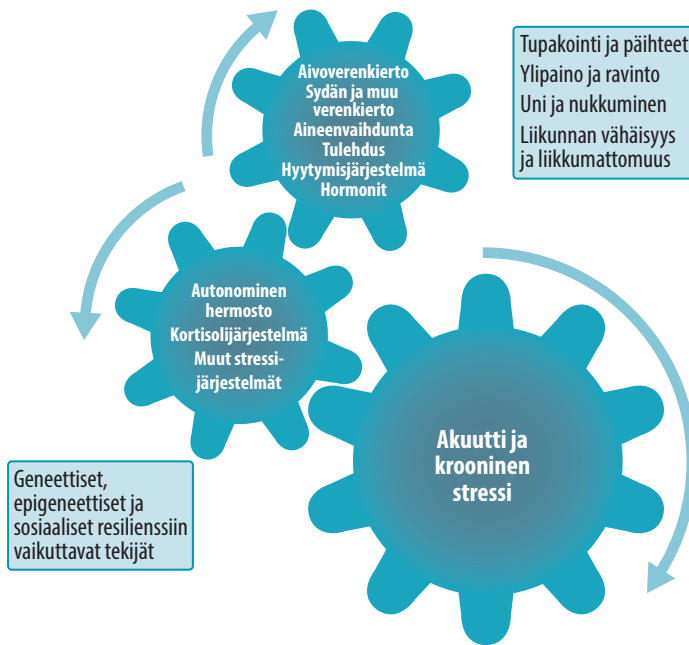 Aivoverenkierto
Sydän ja muu
verenkierto
Aineenvaihdunta
Tulehdus
Hyytymisjärjestelmä
Hormonit
Tupakointi ja päihteet
Ylipaino ja ravinto
Uni ja nukkuminen
Liikunnan vähäisyys
ja liikkumattomuus
Autonominen
hermosto
Kortisolijärjestelmä
Muut stressi-
järjestelmät
Akuutti ja
krooninen
stressi
Geneettiset,
epigeneettiset ja
sosiaaliset resilienssiin
vaikuttavat tekijät